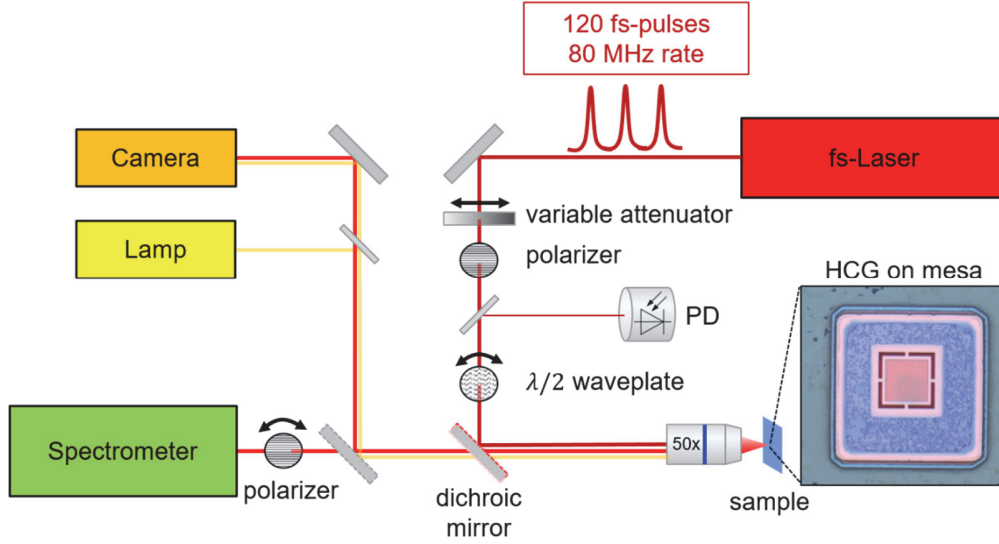 120 fs-pulses
80 MHz rate
Camera
fs-Laser
variable attenuator
Lamp
polarizer
HCG on mesa
PD
λ/2 waveplate
Spectrometer
50x
polarizer
dichroic
mirror
sample